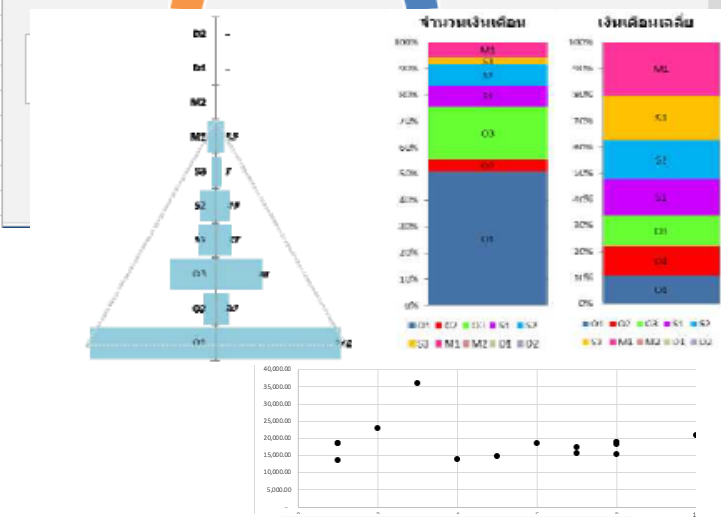 จำนวนเงินเดือน
เงินเดือนเฉลี่ย
D2 -
D1 -
M2
M1
S3
S2
S1
O3
O2
O1
100%
90%
80%
70%
60%
50%
40%
30%
20%
10%
0%
M1
S3
S2
S1
O3
O2
O1
100%
90%
80%
70%
60%
50%
40%
30%
20%
10%
0%
M1
S3
S2
S1
O3
O2
O1
O1 O2 O3 S1 S2
S3 M1 M2 D1 D2
O1 O2 O3 S1 S2
S3 M1 M2 D1 D2
40,000.00
35,000.00
30,000.00
25,000.00
20,000.00
15,000.00
10,000.00
5,000.00
-